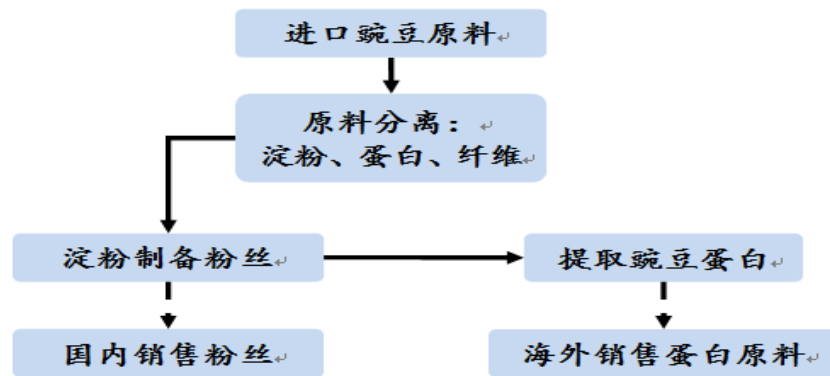 进口豌豆原料
原料分离：
淀粉、蛋白、纤维
淀粉制备粉丝
提取豌豆蛋白
国内销售粉丝
海外销售蛋白原料